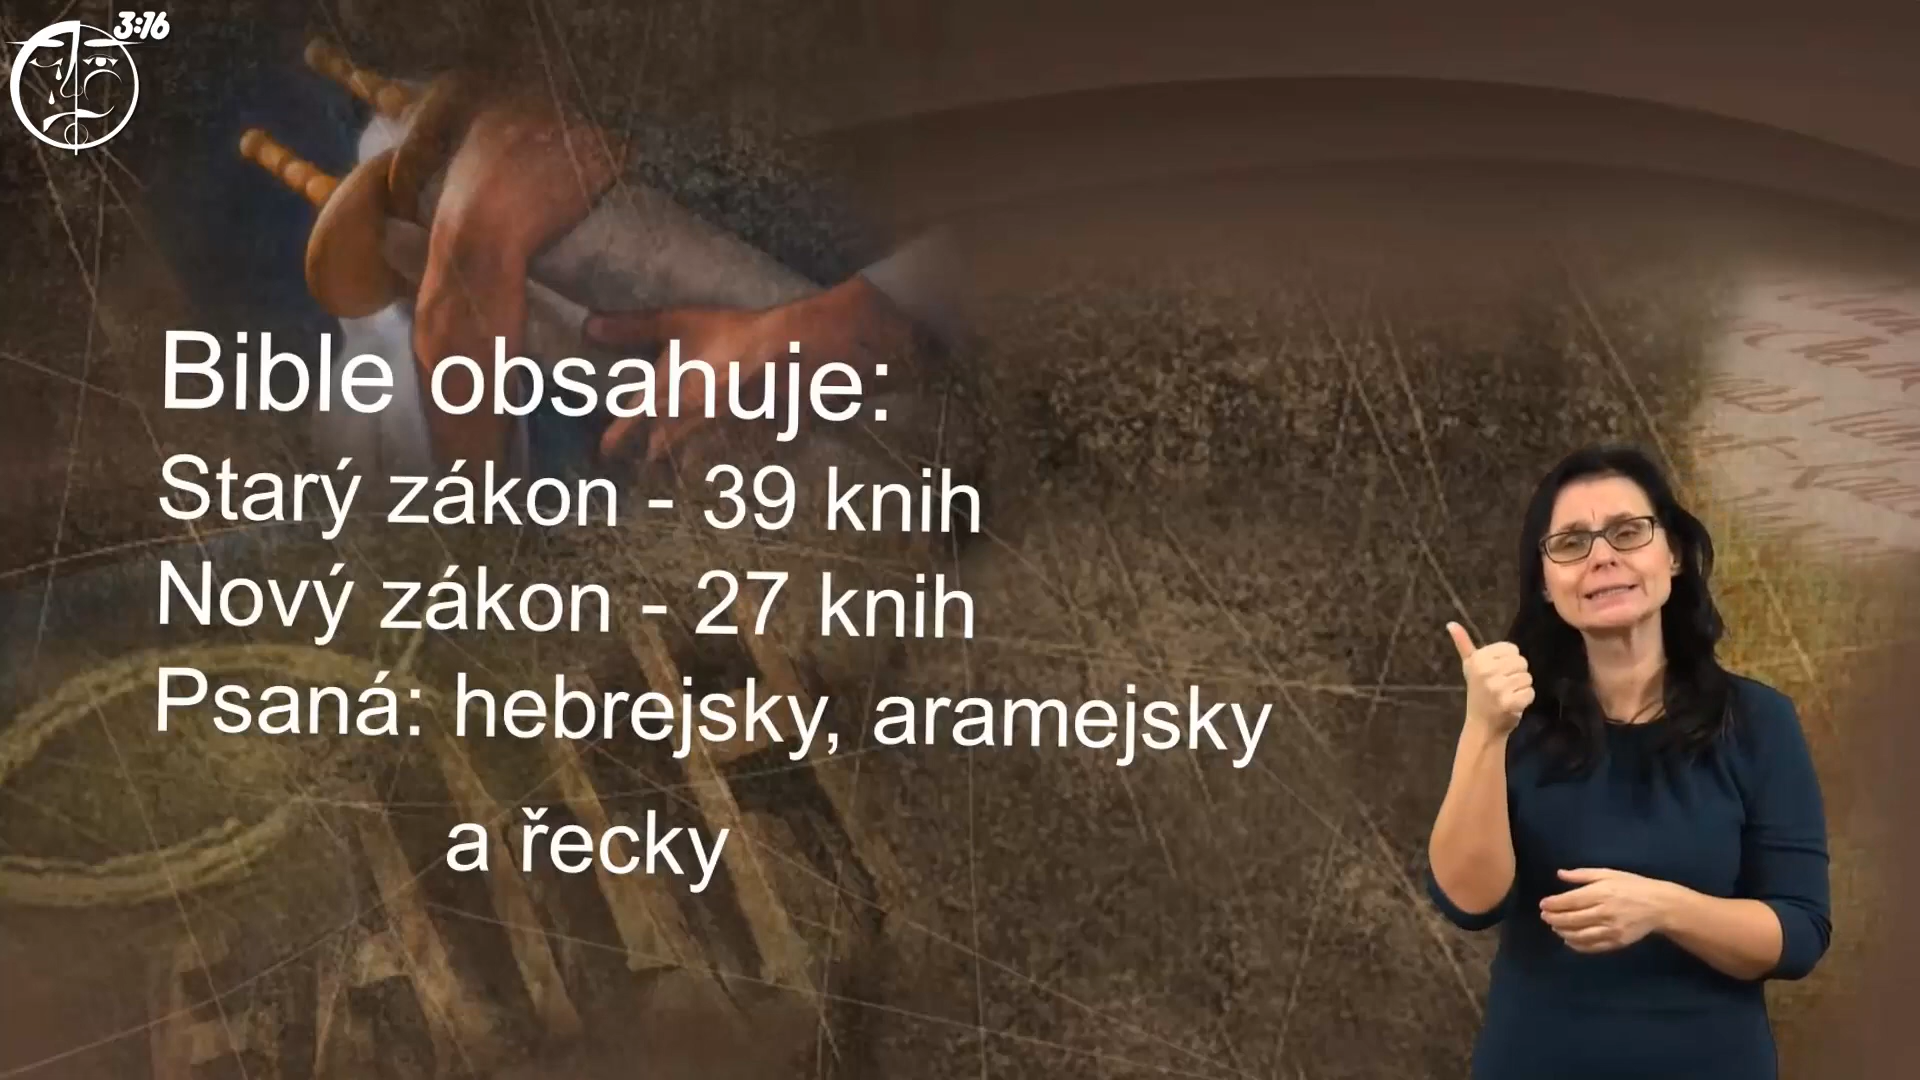 3:16
Bible obsahuje:
Starý zákon - 39 knih
Nový zákon - 27 knih
Psaná: hebrejsky, aramejsky
a řecky